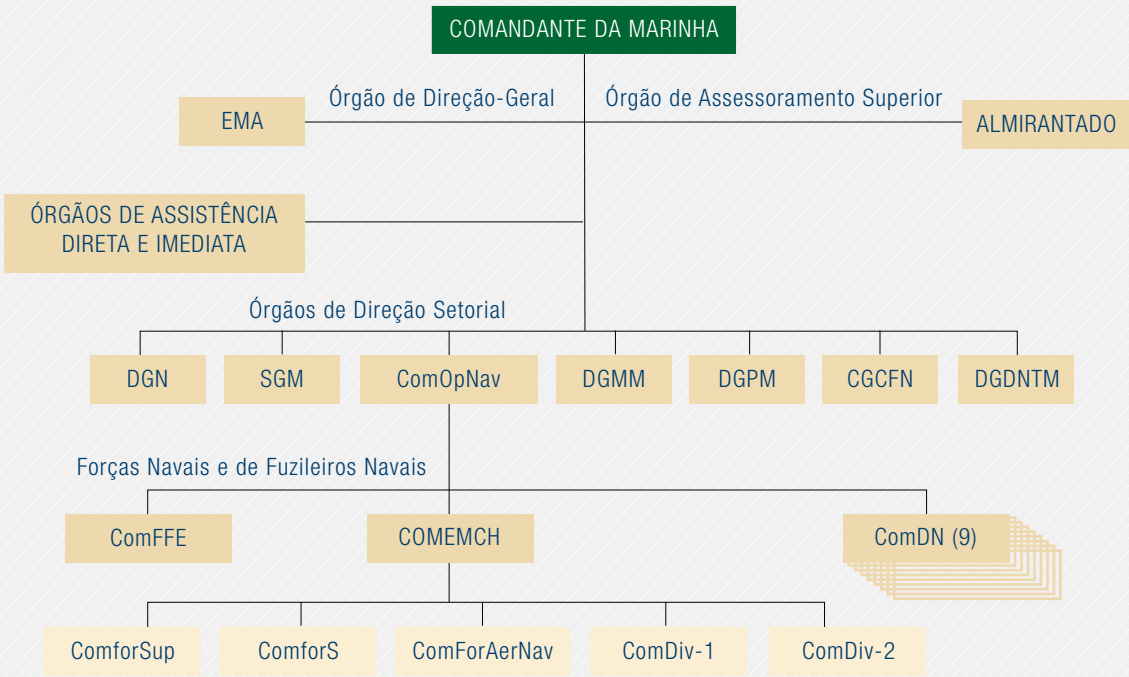 COMANDANTE DA MARINHA
Órgão de Direção-Geral
Órgão de Assessoramento Superior
EMA
ALMIRANTADO
ÓRGÃOS DE ASSISTÊNCIA
DIRETA E IMEDIATA
Órgãos de Direção Setorial
DGN
SGM
ComOpNav
DGMM
DGPM
CGCFN
DGDNTM
Forças Navais e de Fuzileiros Navais
ComFFE
COMEMCH
ComDN (9)
ComforSup
ComforS
ComForAerNav
ComDiv-1
ComDiv-2